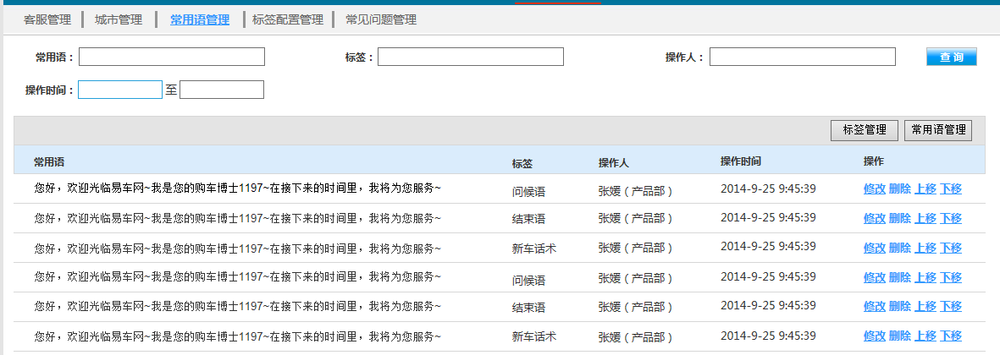 客服管理 城市管理 常用语管理 标签配置管理 常见问题管理
常用语： 标签： 操作人： 查 询
操作时间： 至
标签管理 常用语管理
常用语 标签 操作人 操作时间 操作
您好，欢迎光临易车网~我是您的购车博士1197~在接下来的时间里，我将为您服务~ 问候语 张媛（产品部） 2014-9-25 9:45:39 修改 删除 上移 下移
您好，欢迎光临易车网~我是您的购车博士1197~在接下来的时间里，我将为您服务~ 结束语 张媛（产品部） 2014-9-25 9:45:39 修改 删除 上移 下移
您好，欢迎光临易车网~我是您的购车博士1197~在接下来的时间里，我将为您服务~ 新车话术 张媛（产品部） 2014-9-25 9:45:39 修改 删除 上移 下移
您好，欢迎光临易车网~我是您的购车博士1197~在接下来的时间里，我将为您服务~ 问候语 张媛（产品部） 2014-9-25 9:45:39 修改 删除 上移 下移
您好，欢迎光临易车网~我是您的购车博士1197~在接下来的时间里，我将为您服务~ 结束语 张媛（产品部） 2014-9-25 9:45:39 修改 删除 上移 下移
您好，欢迎光临易车网~我是您的购车博士1197~在接下来的时间里，我将为您服务~ 新车话术 张媛（产品部） 2014-9-25 9:45:39 修改 删除 上移 下移